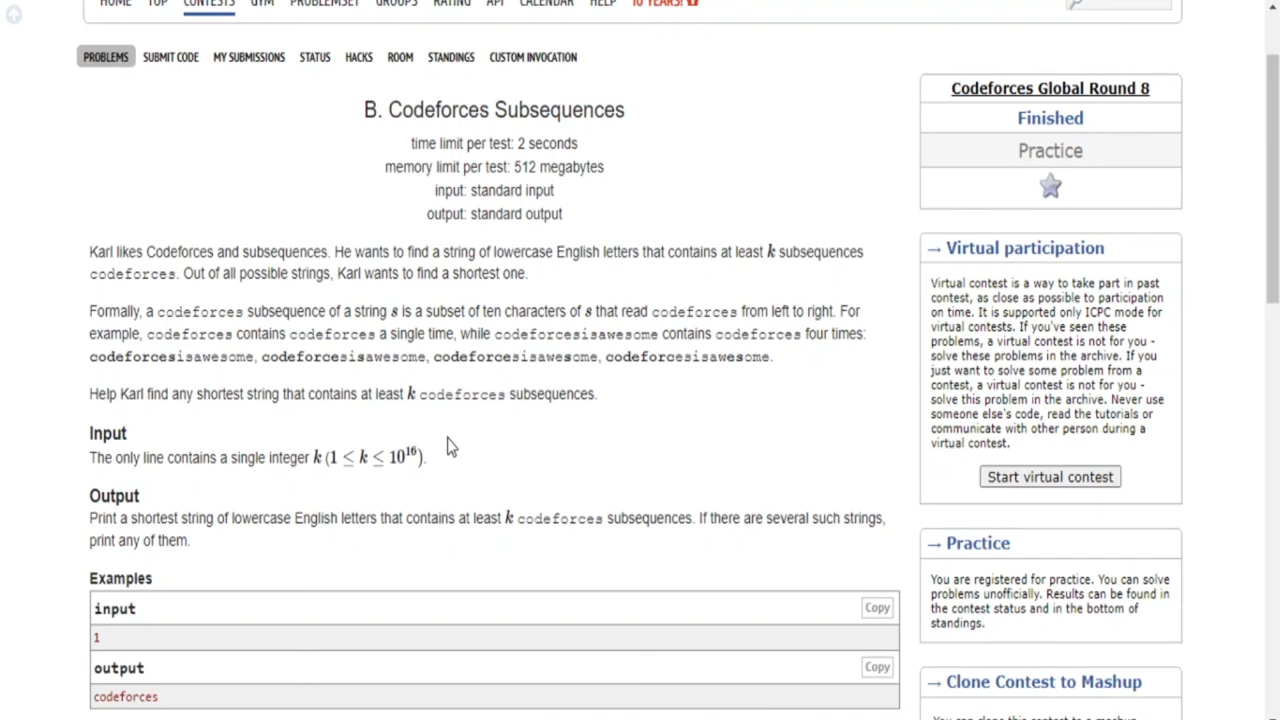 HOME TOP CONTESTS GYM PROBLEMSET GROUPS RATING API CALENDAR HELP 10 YEARS!
PROBLEMS SUBMIT CODE MY SUBMISSIONS STATUS HACKS ROOM STANDINGS CUSTOM INVOCATION
B. Codeforces Subsequences
time limit per test: 2 seconds
memory limit per test: 512 megabytes
input: standard input
output: standard output
Karl likes Codeforces and subsequences. He wants to find a string of lowercase English letters that contains at least k subsequences
codeforces. Out of all possible strings, Karl wants to find a shortest one.
Formally, a codeforces subsequence of a string s is a subset of ten characters of s that read codeforces from left to right. For
example, codeforces contains codeforces a single time, while codeforcesisawesome contains codeforces four times:
codeforcesisawesome, codeforcesisawesome, codeforcesisawesome, codeforcesisawesome.
Help Karl find any shortest string that contains at least k codeforces subsequences.
Input
The only line contains a single integer k (1 ≤ k ≤ 10^16).
Output
Print a shortest string of lowercase English letters that contains at least k codeforces subsequences. If there are several such strings,
print any of them.
Examples
input
Copy
1
output
Copy
codeforces
Codeforces Global Round 8
Finished
Practice
→ Virtual participation
Virtual contest is a way to take part in past
contest, as close as possible to participation
on time. It is supported only ICPC mode for
virtual contests. If you've seen these
problems, a virtual contest is not for you -
solve these problems in the archive. If you
just want to solve some problem from a
contest, a virtual contest is not for you -
solve this problem in the archive. Never use
someone else's code, read the tutorials or
communicate with other person during a
virtual contest.
Start virtual contest
→ Practice
You are registered for practice. You can solve
problems unofficially. Results can be found in
the contest status and in the bottom of
standings.
→ Clone Contest to Mashup